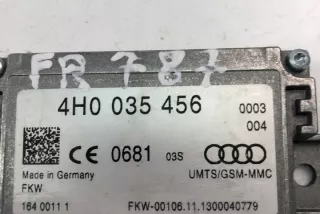 FR 787
4H0 035 456 0003
004
CE 0681 03S
Made in Germany UMTS/GSM-MMC
FKW
164 0011 1 FKW-00106.11.1300040779